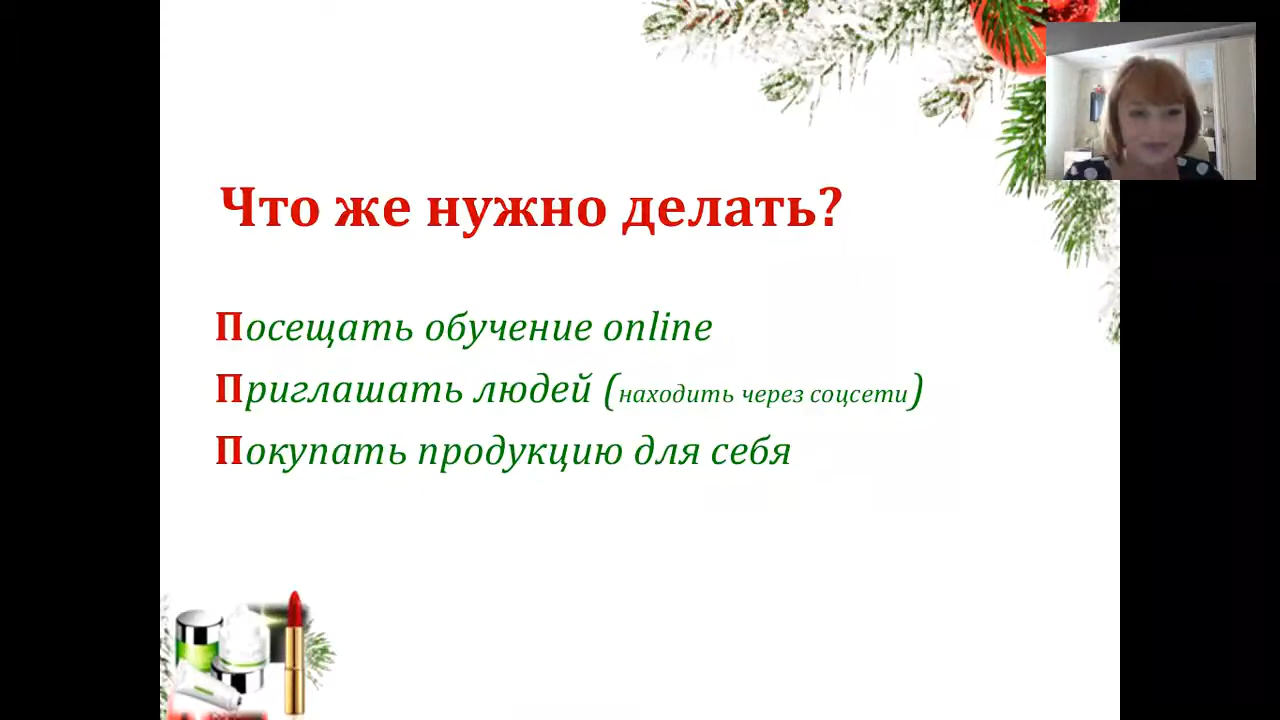 Что же нужно делать?
Посещать обучение online
Приглашать людей (находить через соцсети)
Покупать продукцию для себя